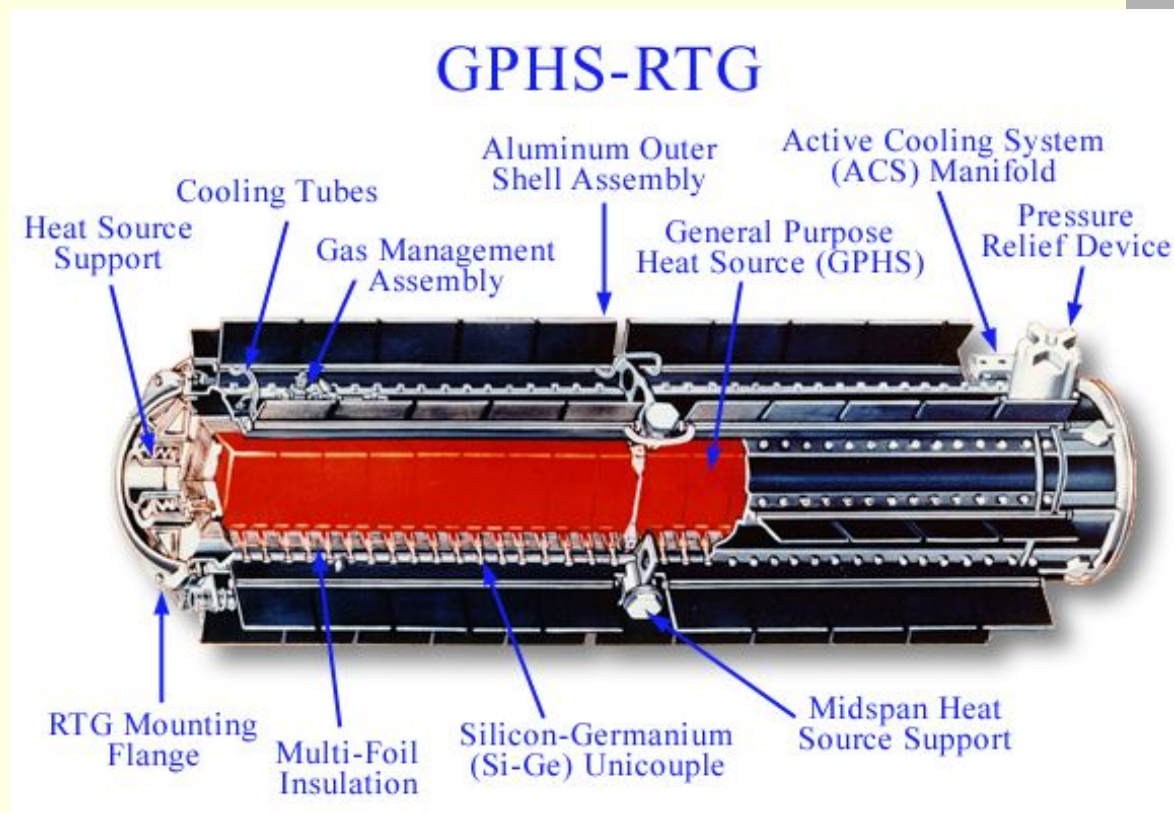 GPHS-RTG
Aluminum Outer
Shell Assembly
Active Cooling System
(ACS) Manifold
Cooling Tubes
Pressure
Relief Device
Heat Source
Support
Gas Management
Assembly
General Purpose
Heat Source (GPHS)
RTG Mounting
Flange
Multi-Foil
Insulation
Silicon-Germanium
(Si-Ge) Unicouple
Midspan Heat
Source Support